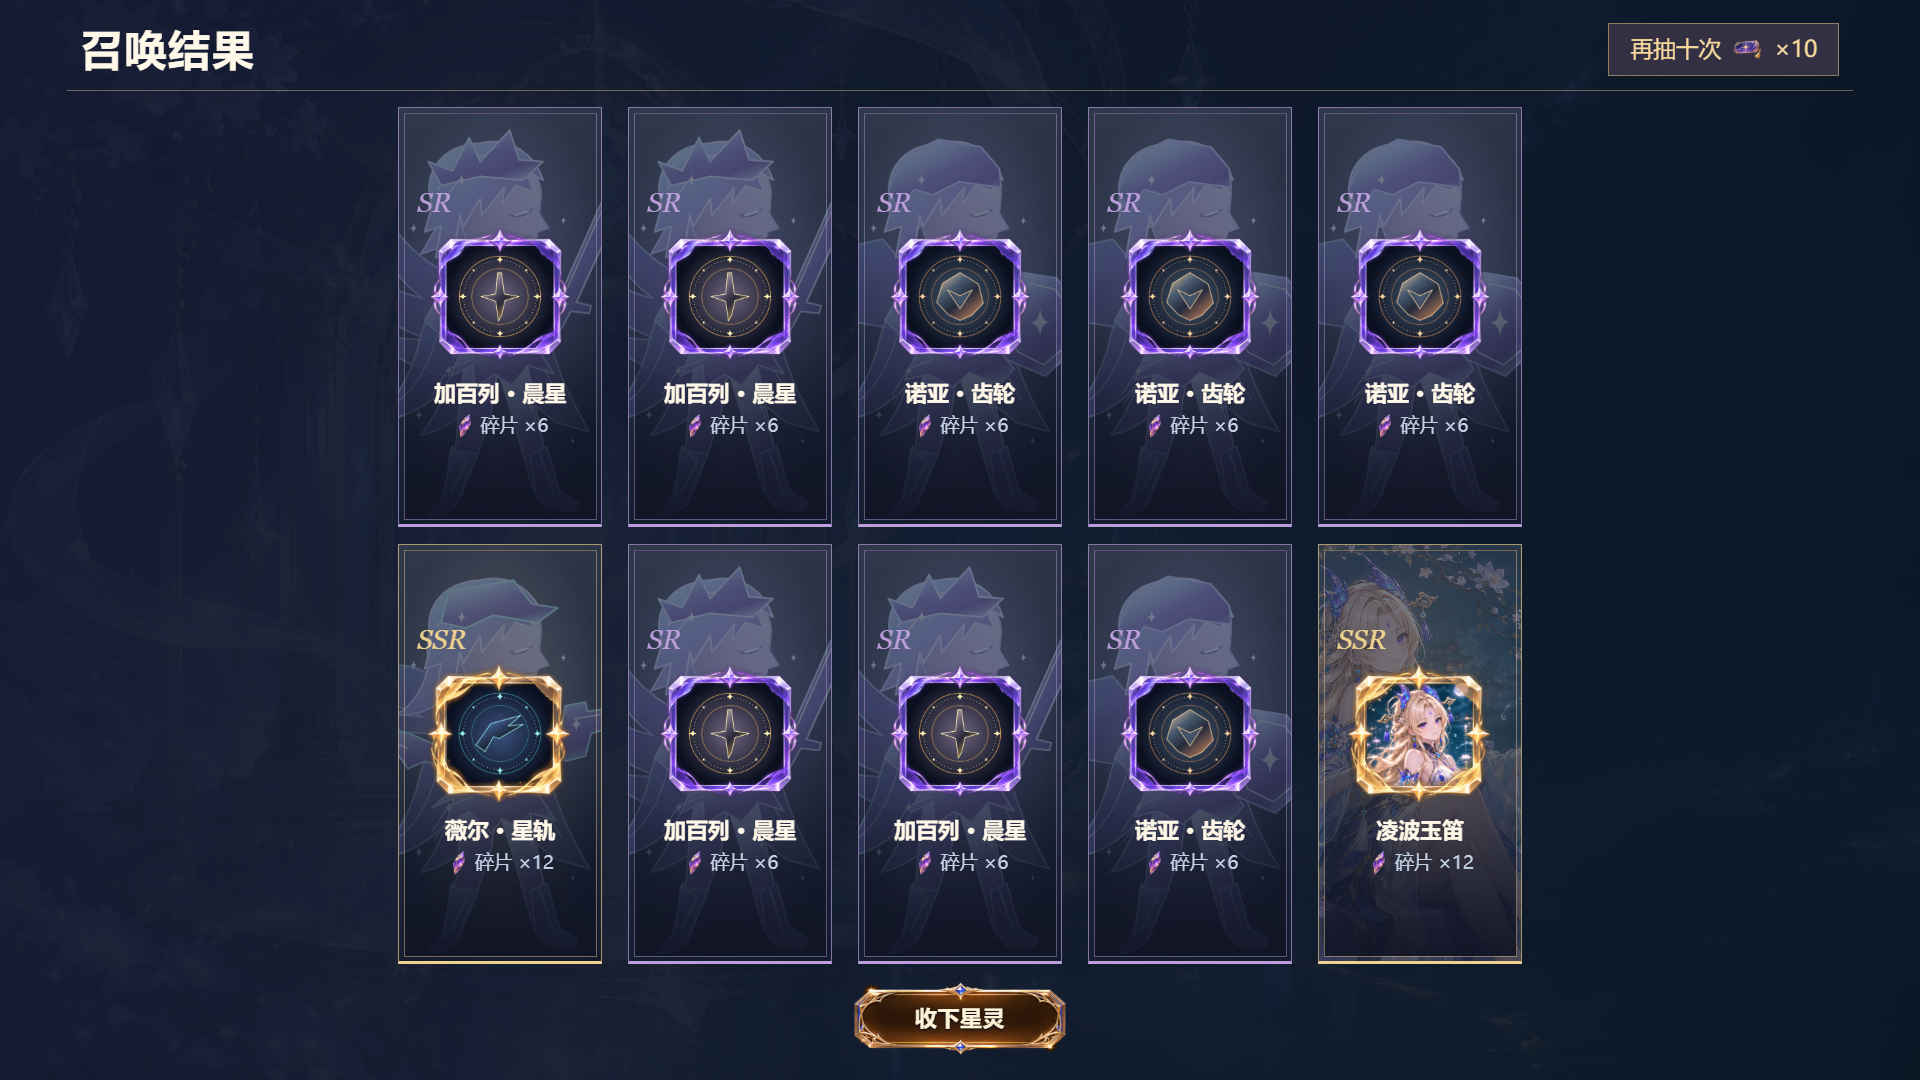 召唤结果
再抽十次 ×10
SR
加百列·晨星
碎片 ×6
SR
加百列·晨星
碎片 ×6
SR
诺亚·齿轮
碎片 ×6
SR
诺亚·齿轮
碎片 ×6
SR
诺亚·齿轮
碎片 ×6
SSR
薇尔·星轨
碎片 ×12
SR
加百列·晨星
碎片 ×6
SR
加百列·晨星
碎片 ×6
SR
诺亚·齿轮
碎片 ×6
SSR
凌波玉笛
碎片 ×12
收下星灵